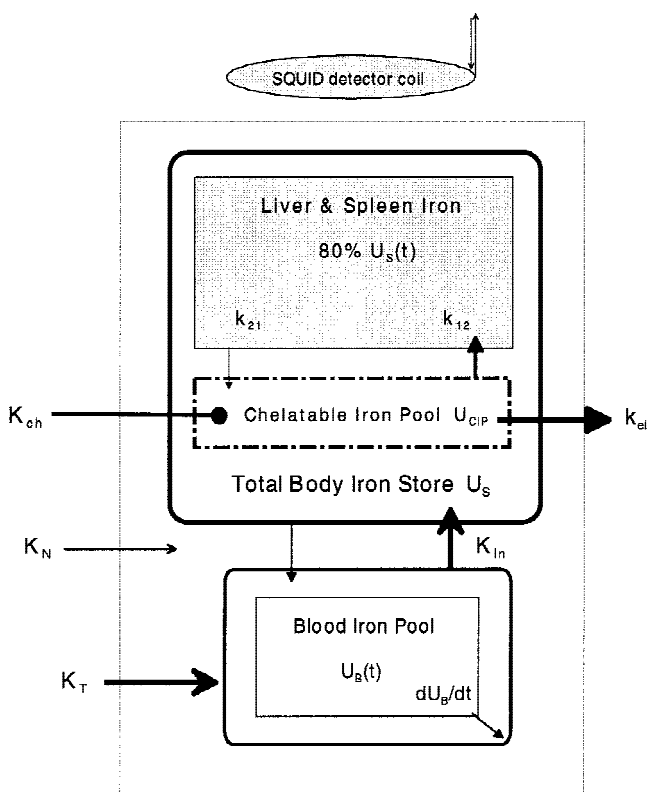 SQUID detector coil
Liver & Spleen Iron
80% Us(t)
k21
k12
Kch
Chelatable Iron Pool UCIP
kel
Total Body Iron Store Us
KN
KIn
Blood Iron Pool
UB(t)
KT
dUB/dt